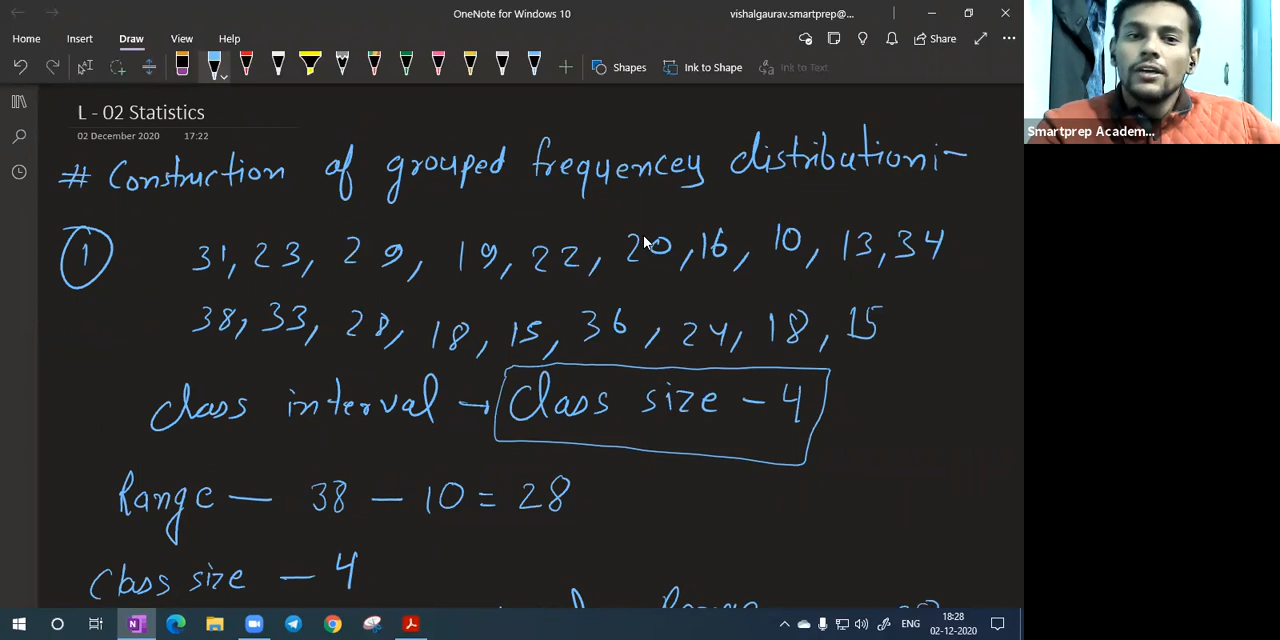 OneNote for Windows 10
vishalgaurav.smartprep@...
Home Insert Draw View Help
Share
Shapes Ink to Shape Ink to Text
L - 02 Statistics
02 December 2020 17:22
Smartprep Academ...
# Construction of grouped frequencey distribution:-
1 31, 23, 29, 19, 22, 20, 16, 10, 13, 34
38, 33, 28, 18, 15, 36, 24, 18, 15
class interval → Class size - 4
Range - 38 - 10 = 28
Class size - 4
ENG
18:28
02-12-2020